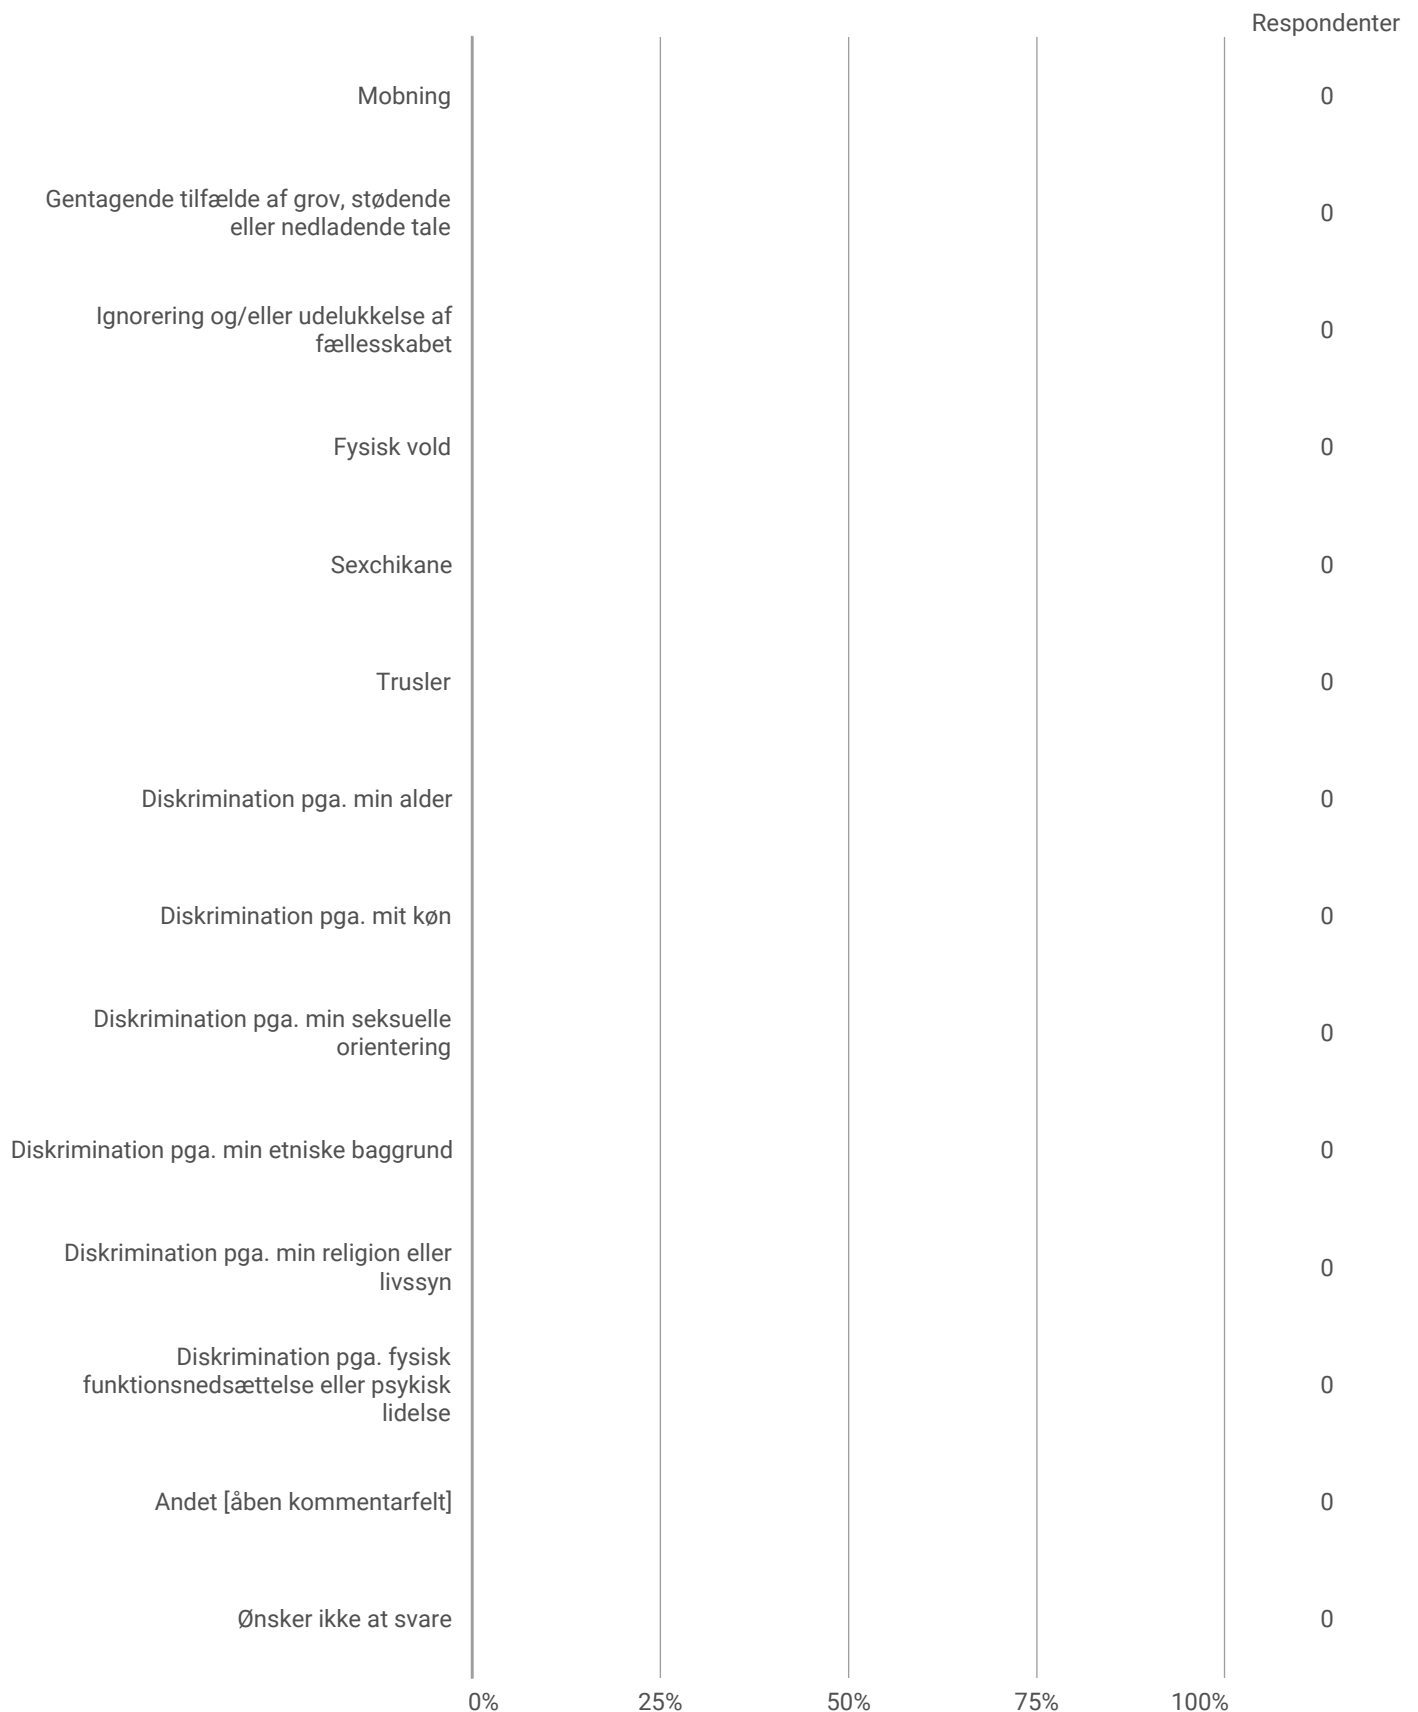 Respondenter
Mobning
0
Gentagende tilfælde af grov, stødende
eller nedladende tale
0
Ignorering og/eller udelukkelse af
fællesskabet
0
Fysisk vold
0
Sexchikane
0
Trusler
0
Diskrimination pga. min alder
0
Diskrimination pga. mit køn
0
Diskrimination pga. min seksuelle
orientering
0
Diskrimination pga. min etniske baggrund
0
Diskrimination pga. min religion eller
livssyn
0
Diskrimination pga. fysisk
funktionsnedsættelse eller psykisk
lidelse
0
Andet [åben kommentarfelt]
0
Ønsker ikke at svare
0
0% 25% 50% 75% 100%